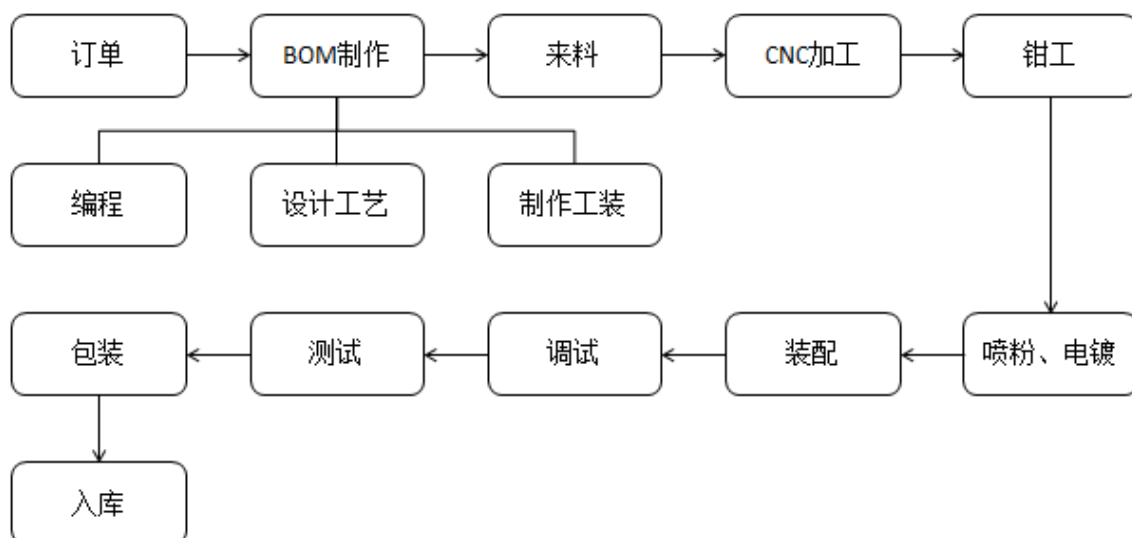 订单
BOM制作
来料
CNC加工
钳工
编程
设计工艺
制作工装
包装
测试
调试
装配
喷粉、电镀
入库